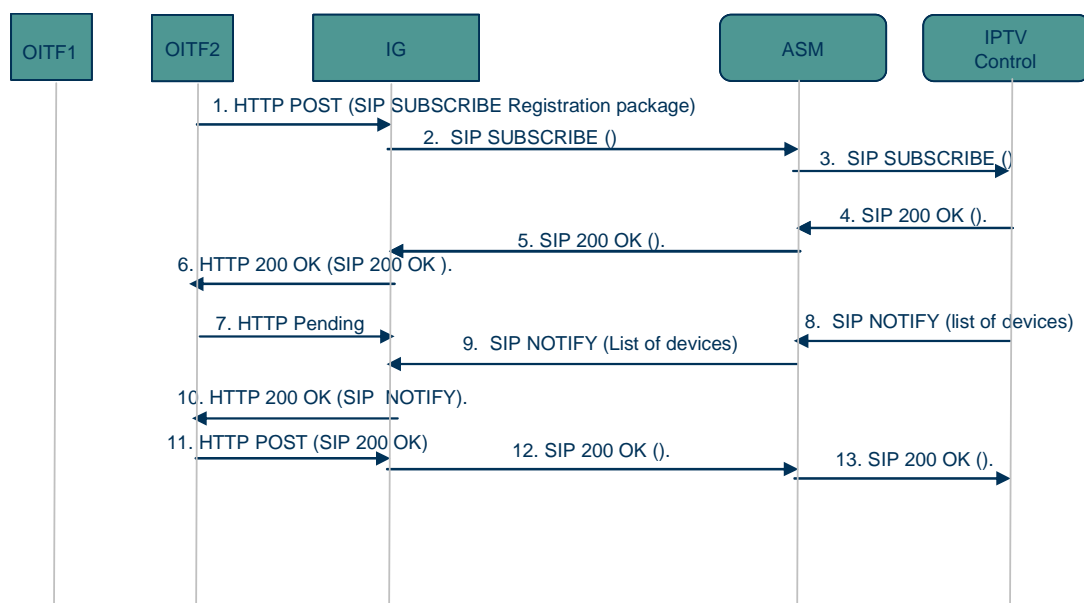 OITF1
OITF2
IG
ASM
IPTV
Control
1. HTTP POST (SIP SUBSCRIBE Registration package)
2. SIP SUBSCRIBE ()
3. SIP SUBSCRIBE ()
4. SIP 200 OK ().
5. SIP 200 OK ().
6. HTTP 200 OK (SIP 200 OK ).
7. HTTP Pending
8. SIP NOTIFY (list of devices)
9. SIP NOTIFY (List of devices)
10. HTTP 200 OK (SIP NOTIFY).
11. HTTP POST (SIP 200 OK)
12. SIP 200 OK ().
13. SIP 200 OK ().